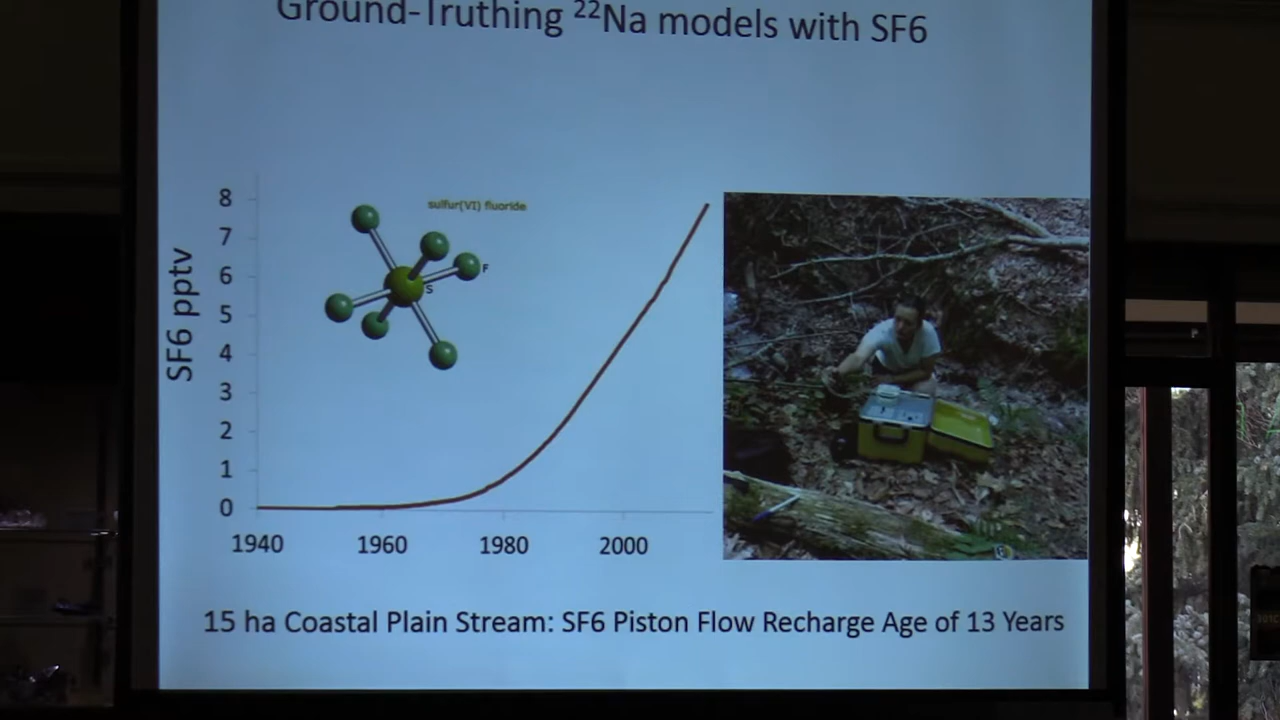 Ground-Truthing ²²Na models with SF6
8
sulfur(VI) fluoride
7
F
6
S
5
SF6 pptv
4
3
2
1
0
1940 1960 1980 2000
15 ha Coastal Plain Stream: SF6 Piston Flow Recharge Age of 13 Years